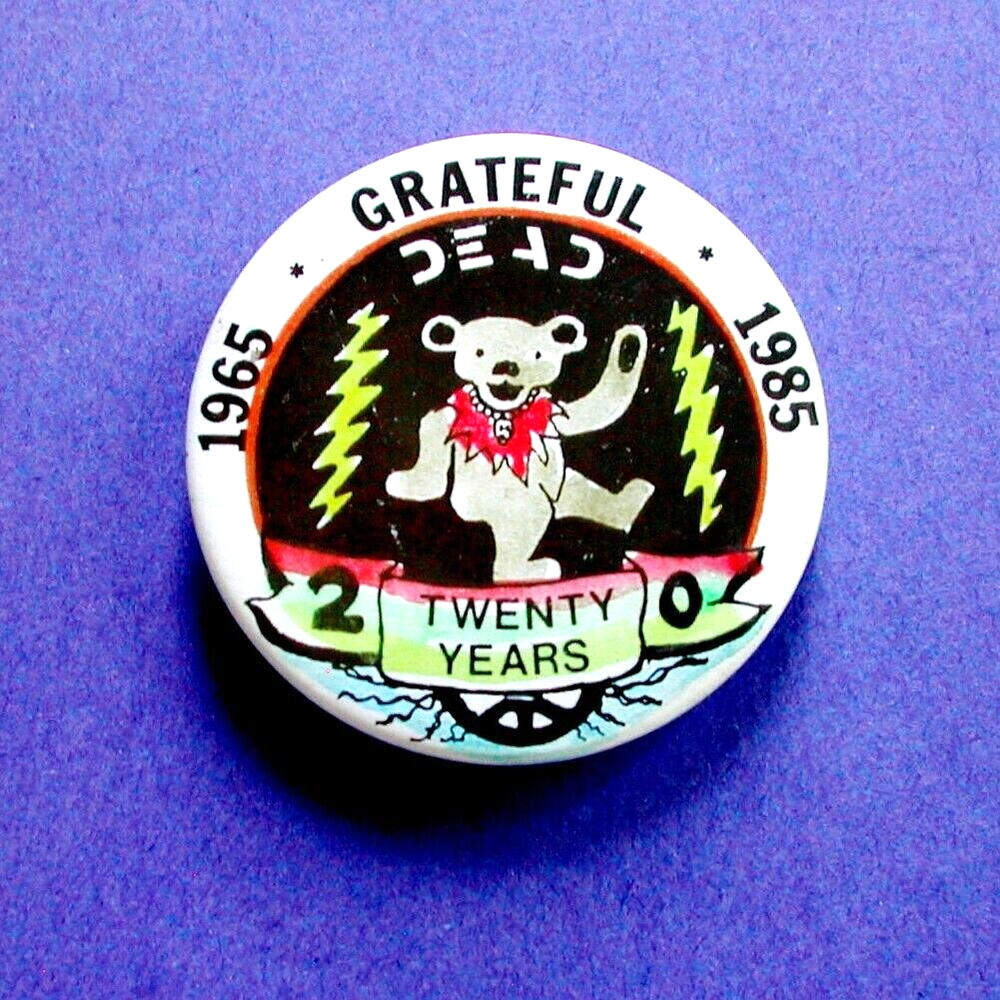 GRATEFUL
DEAD
* *
1965
1985
2 0
TWENTY
YEARS